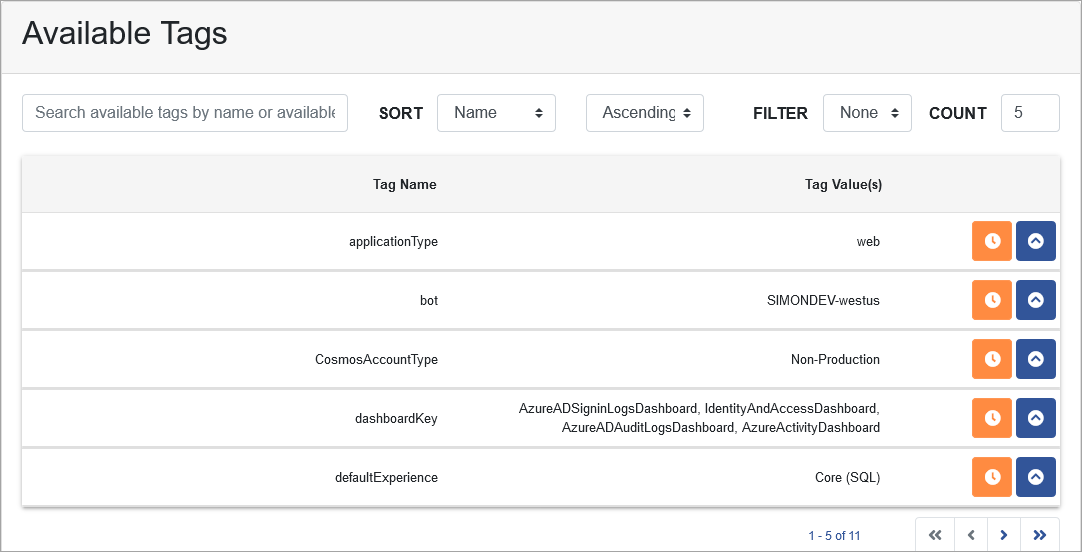 Available Tags
Search available tags by name or available
SORT Name Ascending FILTER None COUNT 5
Tag Name Tag Value(s)
applicationType web
bot SIMONDEV-westus
CosmosAccountType Non-Production
dashboardKey AzureADSigninLogsDashboard, IdentityAndAccessDashboard,
AzureADAuditLogsDashboard, AzureActivityDashboard
defaultExperience Core (SQL)
1 - 5 of 11